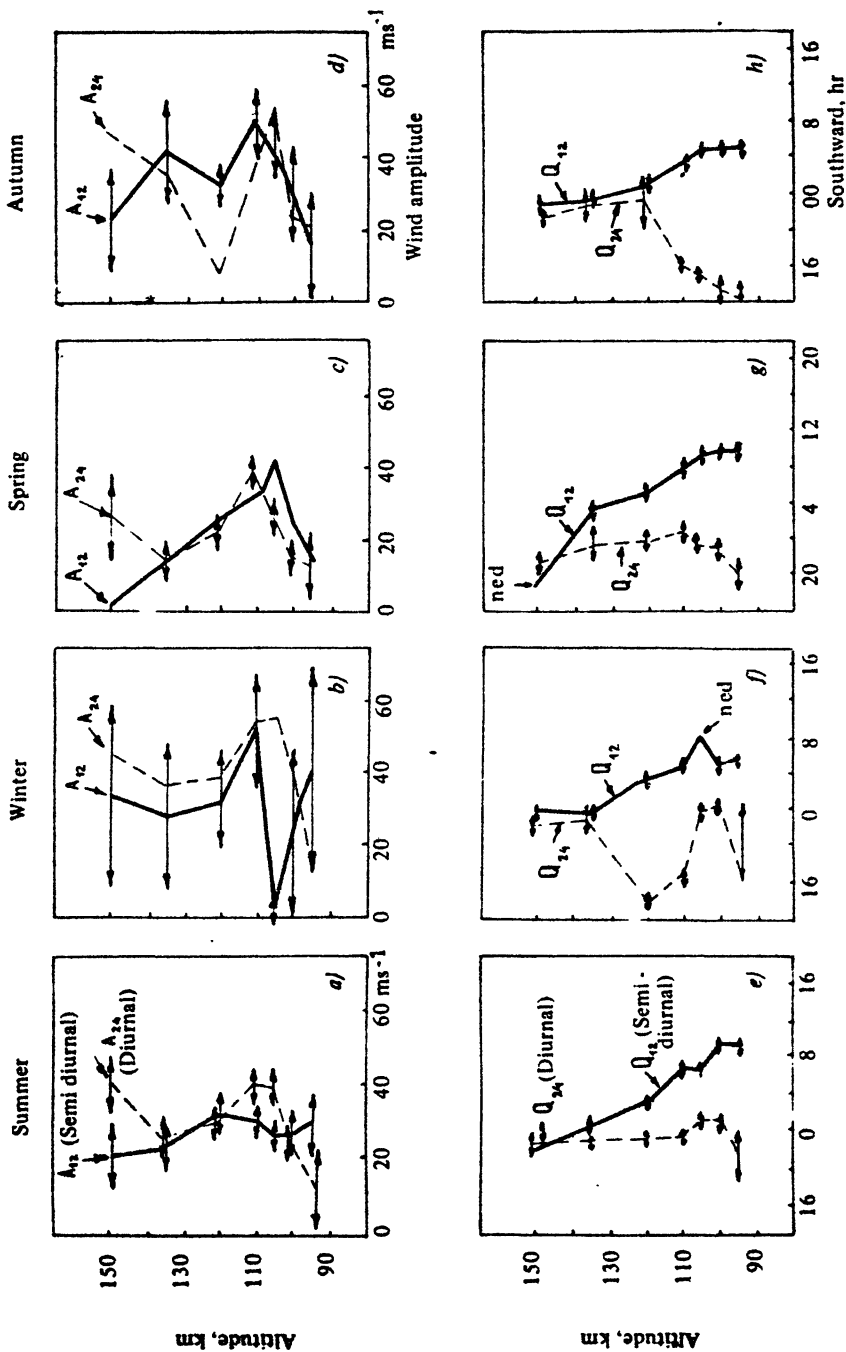 Summer
Winter
Spring
Autumn
Altitude, km
150
130
110
90
A₁₂ (Semi diurnal)
A₂₄
(Diurnal)
a)
0 20 40 60 ms⁻¹
A₁₂
A₂₄
b)
0 20 40 60
A₁₂
A₂₄
c)
0 20 40 60
A₁₂
A₂₄
d)
0 20 40 60 ms⁻¹
Wind amplitude
Altitude, km
150
130
110
90
Q₂₄ (Diurnal)
Q₁₂ (Semi-
diurnal)
e)
16 0 8 16
Q₂₄
Q₁₂
ned
f)
16 0 8 16
ned
Q₁₂
Q₂₄
g)
20 4 12 20
Q₁₂
Q₂₄
h)
16 00 8 16
Southward, hr